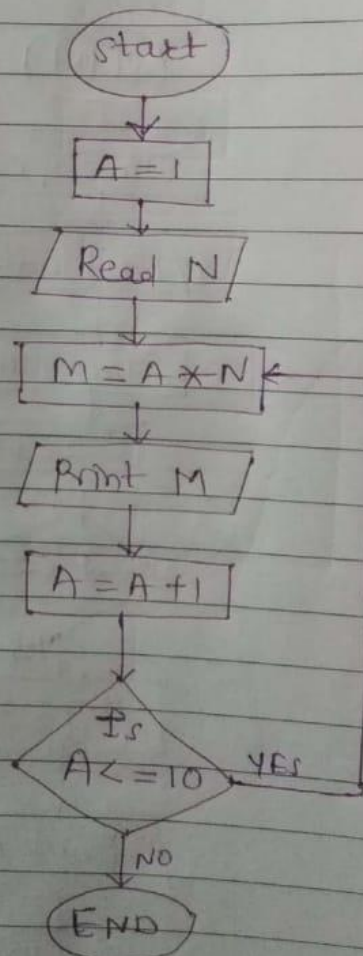 Start
A = 1
Read N
M = A * N
Print M
A = A + 1
Is
A <= 10
YES
NO
END